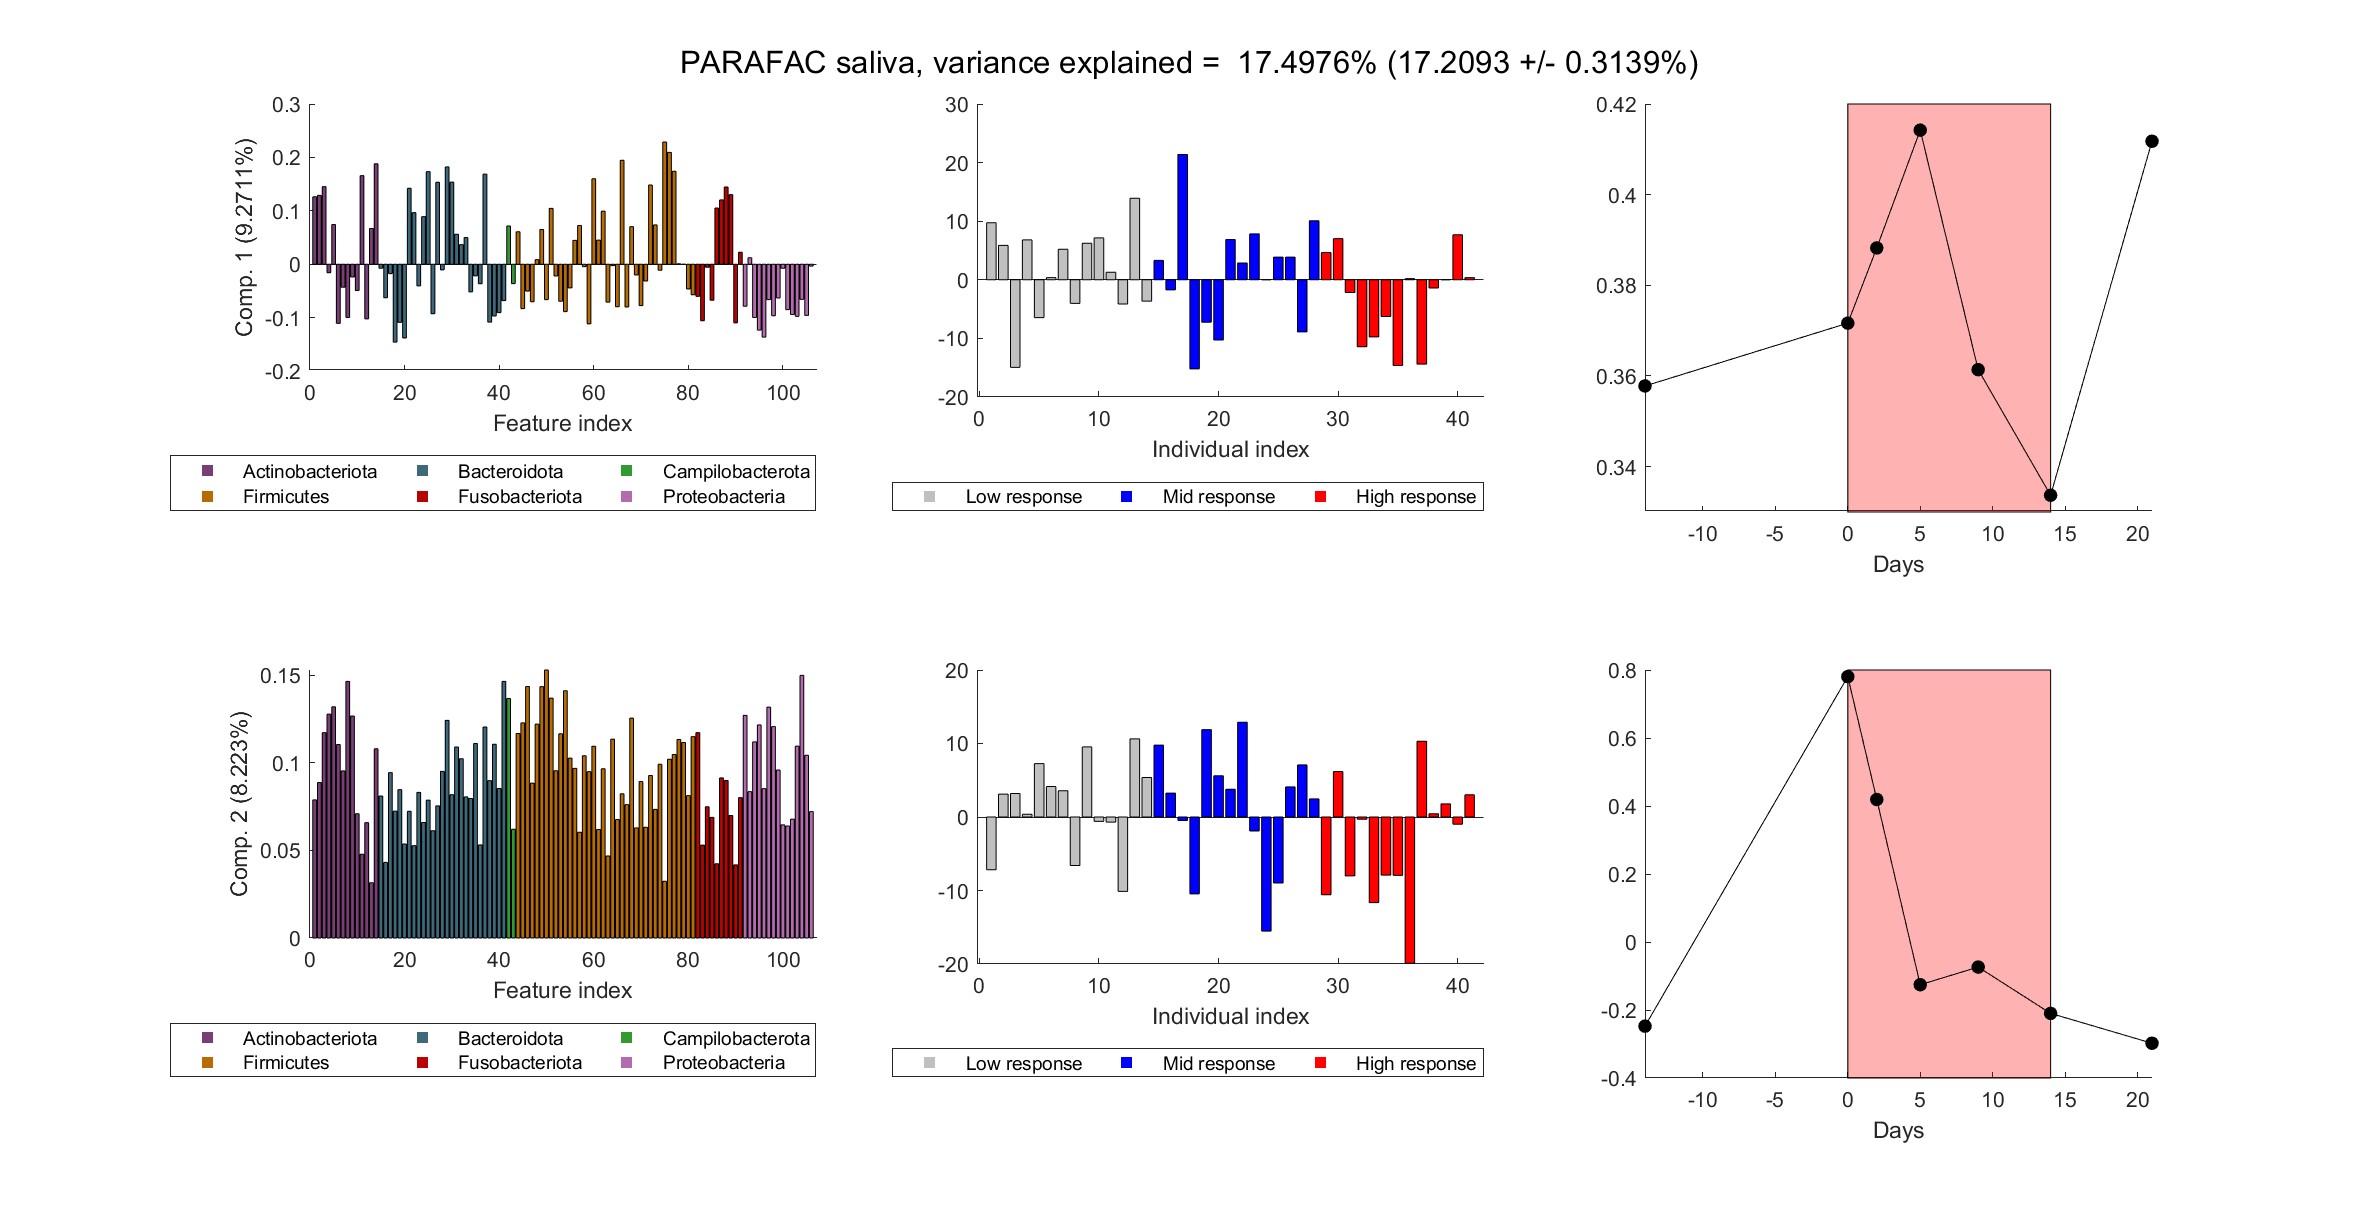 PARAFAC saliva, variance explained =  17.4976% (17.2093 +/- 0.3139%)
Comp. 1 (9.2711%)
0.3
0.2
0.1
0
-0.1
-0.2
0 20 40 60 80 100
Feature index
Actinobacteriota Bacteroidota Campilobacterota
Firmicutes Fusobacteriota Proteobacteria
30
20
10
0
-10
-20
0 10 20 30 40
Individual index
Low response Mid response High response
0.42
0.4
0.38
0.36
0.34
-10 -5 0 5 10 15 20
Days
Comp. 2 (8.223%)
0.15
0.1
0.05
0
0 20 40 60 80 100
Feature index
Actinobacteriota Bacteroidota Campilobacterota
Firmicutes Fusobacteriota Proteobacteria
20
10
0
-10
-20
0 10 20 30 40
Individual index
Low response Mid response High response
0.8
0.6
0.4
0.2
0
-0.2
-0.4
-10 -5 0 5 10 15 20
Days